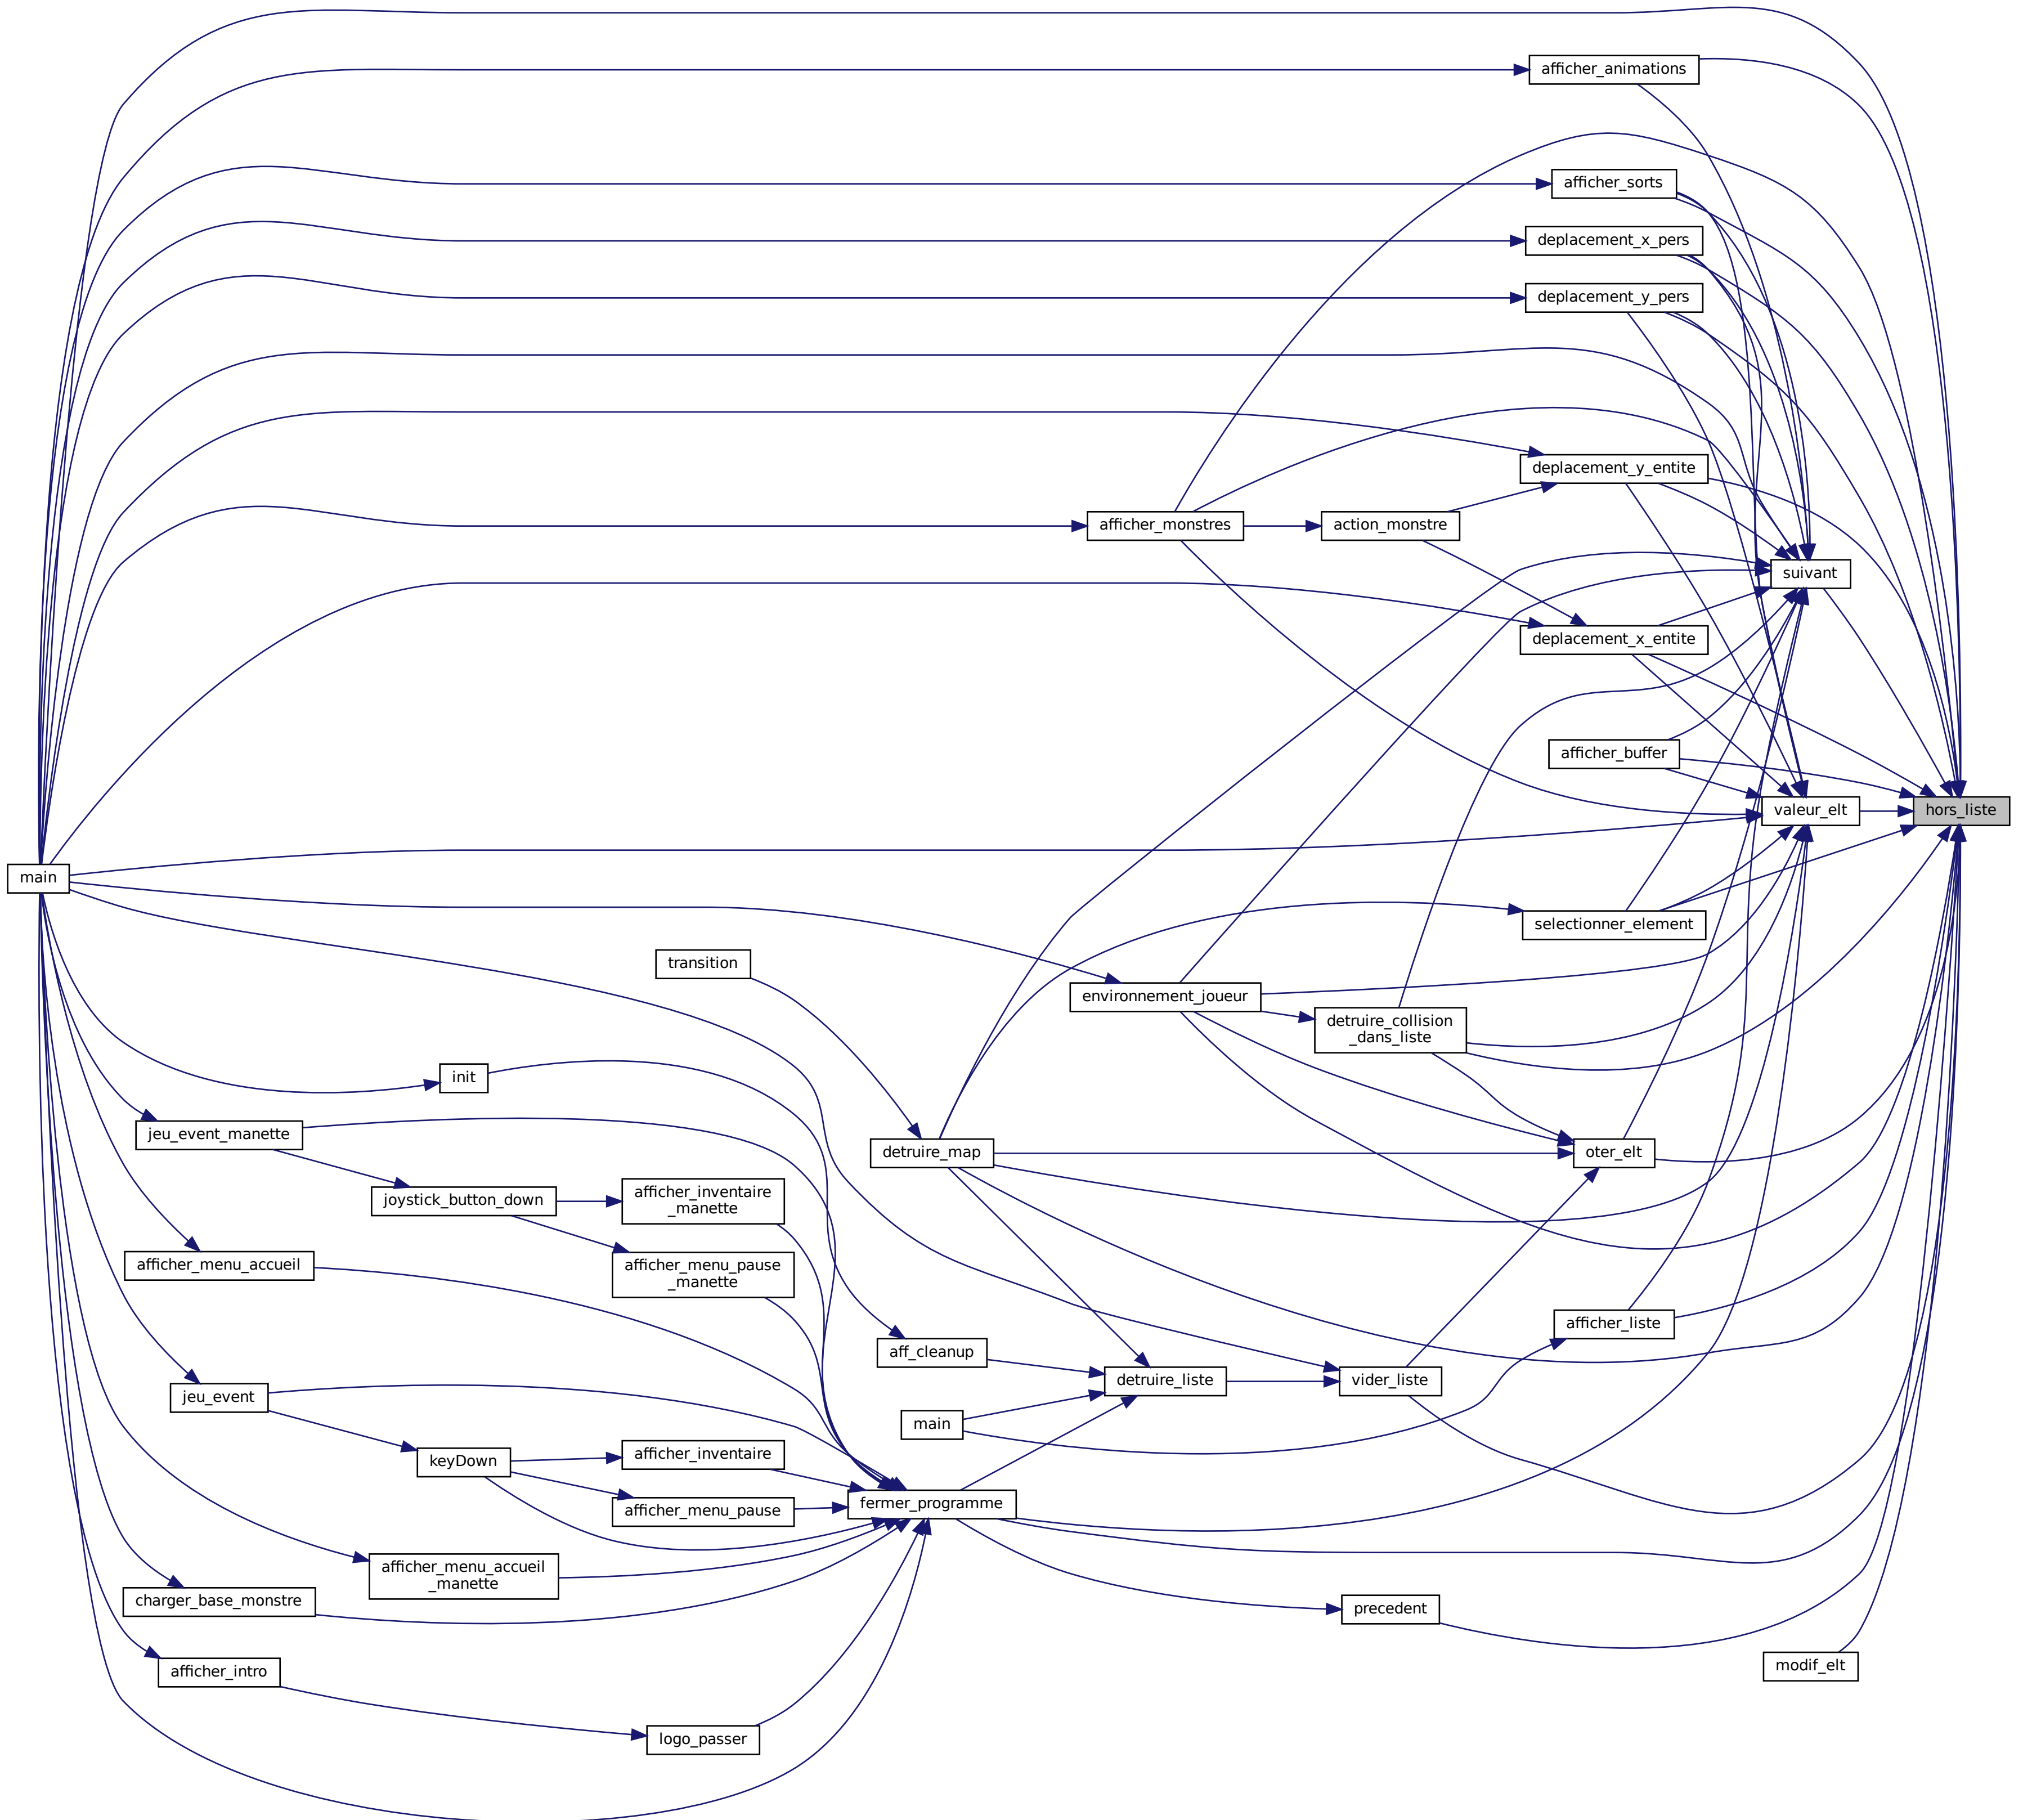 afficher_animations
afficher_sorts
deplacement_x_pers
deplacement_y_pers
deplacement_y_entite
afficher_monstres
action_monstre
suivant
deplacement_x_entite
afficher_buffer
valeur_elt
hors_liste
main
selectionner_element
transition
environnement_joueur
detruire_collision
_dans_liste
init
jeu_event_manette
detruire_map
oter_elt
joystick_button_down
afficher_inventaire
_manette
afficher_menu_accueil
afficher_menu_pause
_manette
afficher_liste
aff_cleanup
detruire_liste
vider_liste
jeu_event
main
keyDown
afficher_inventaire
fermer_programme
afficher_menu_pause
afficher_menu_accueil
_manette
charger_base_monstre
precedent
afficher_intro
modif_elt
logo_passer